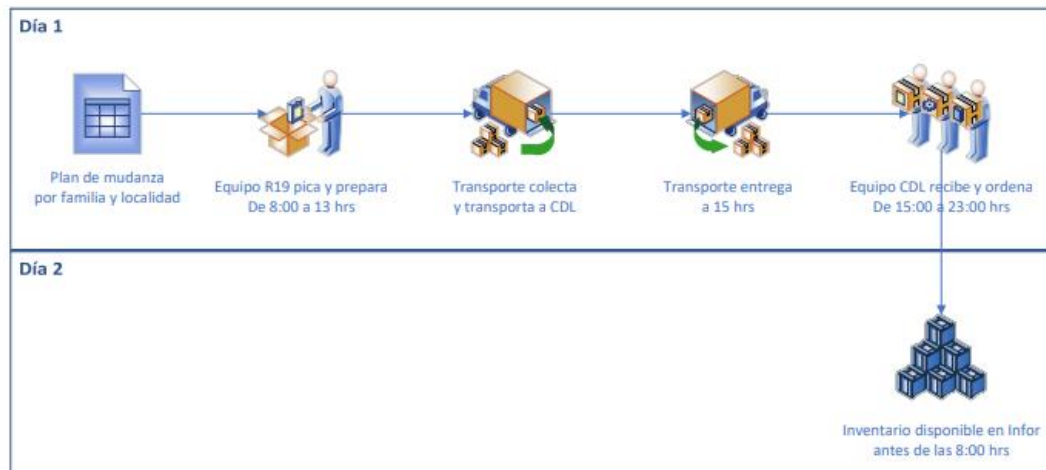 Día 1
Plan de mudanza
por familia y localidad
Equipo R19 pica y prepara
De 8:00 a 13 hrs
Transporte colecta
y transporta a CDL
Transporte entrega
a 15 hrs
Equipo CDL recibe y ordena
De 15:00 a 23:00 hrs
Día 2
Inventario disponible en Infor
antes de las 8:00 hrs